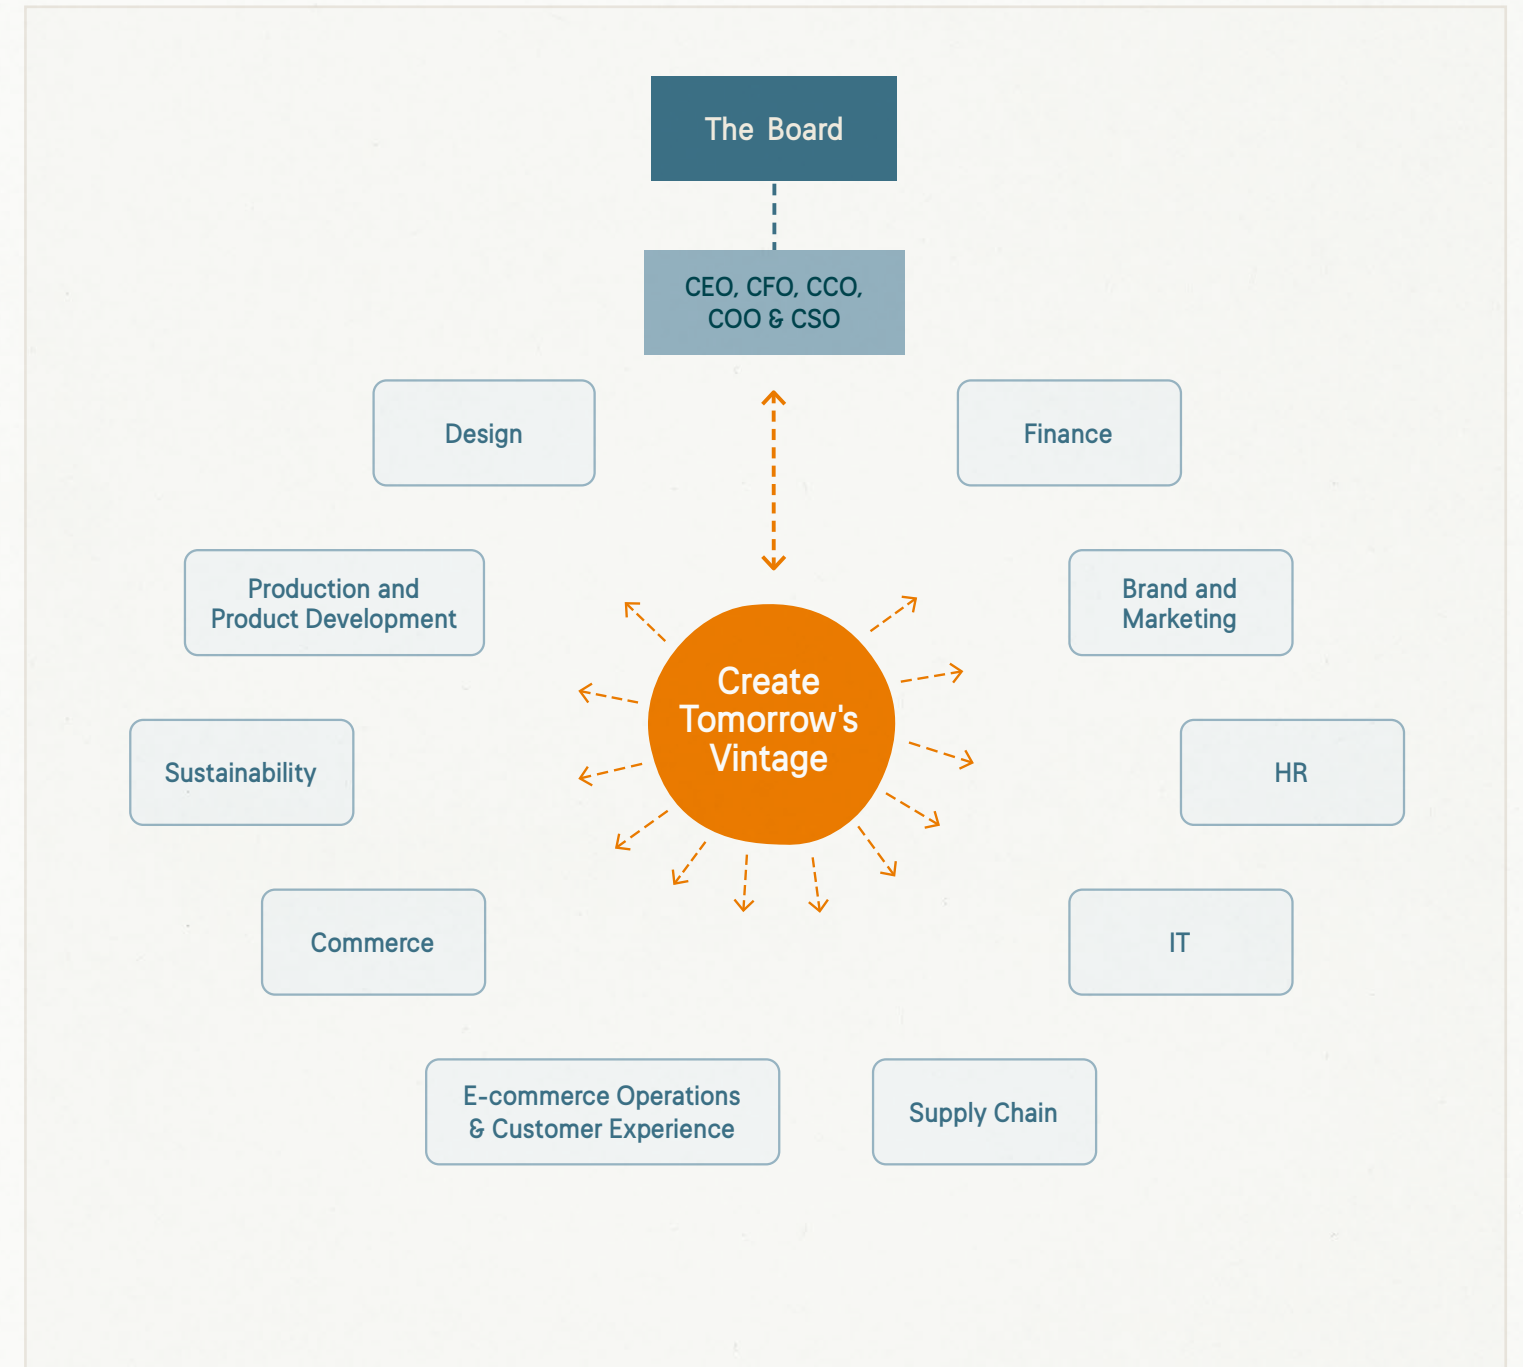 The Board
CEO, CFO, CCO,
COO & CSO
Design
Finance
Production and
Product Development
Brand and
Marketing
Create
Tomorrow's
Vintage
Sustainability
HR
Commerce
IT
E-commerce Operations
& Customer Experience
Supply Chain